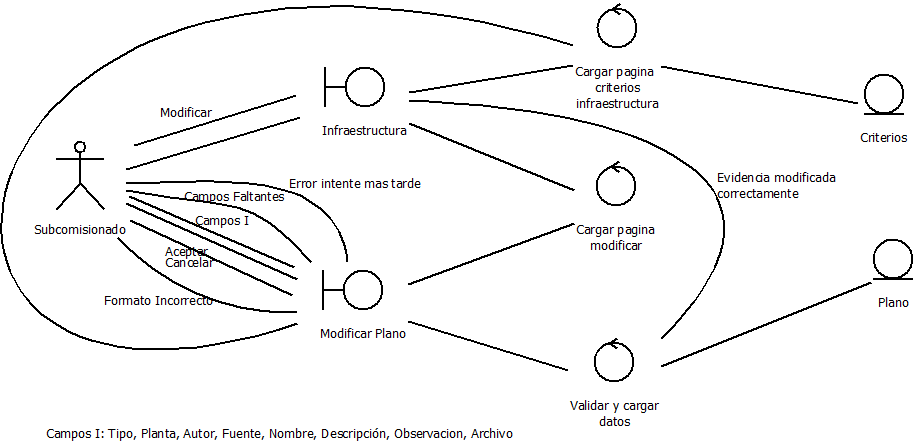 Cargar pagina
criterios
infraestructura
Modificar
Infraestructura
Criterios
Error intente mas tarde
Evidencia modificada
correctamente
Campos Faltantes
Campos I
Subcomisionado
Cargar pagina
modificar
Aceptar
Cancelar
Formato Incorrecto
Plano
Modificar Plano
Validar y cargar
datos
Campos I: Tipo, Planta, Autor, Fuente, Nombre, Descripción, Observacion, Archivo